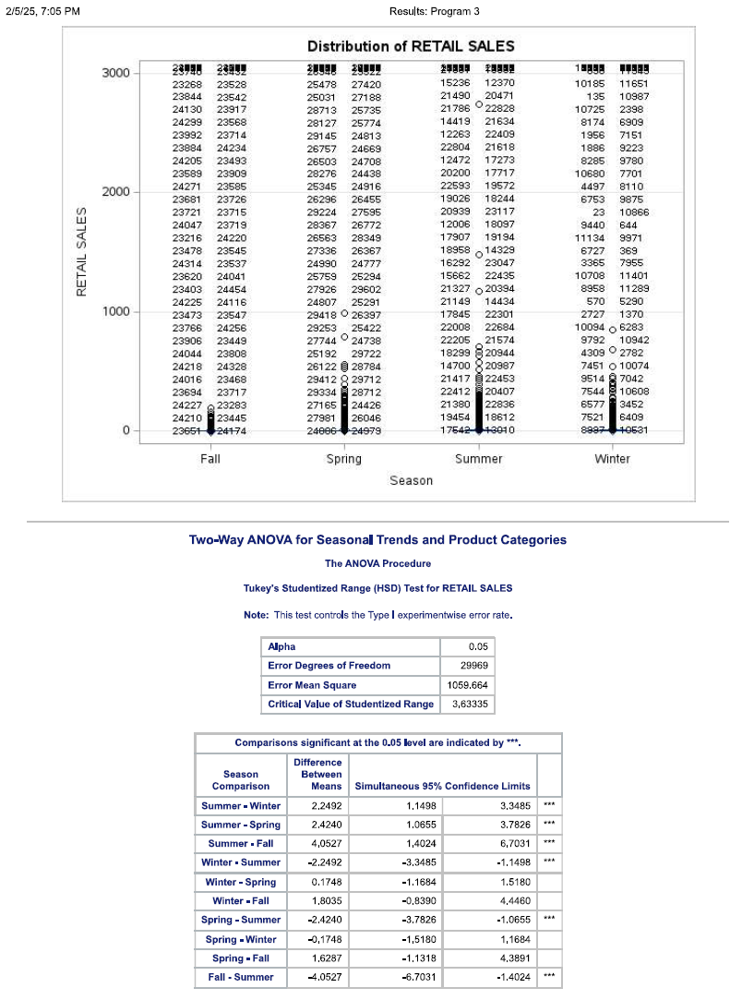 2/5/25, 7:05 PM Results: Program 3
Distribution of RETAIL SALES
3000
23268 23528 25478 27420 15236 12370 10185 11651
23844 23542 25031 27188 21490 20471 135 10987
24130 23917 28713 25735 21786 22828 10725 2398
24299 23568 28127 25774 14419 21634 8174 6909
23992 23714 29145 24813 12263 22409 1956 7151
23884 24234 26757 24669 22804 21618 1886 9223
24205 23493 26503 24708 12472 17273 8285 9780
23589 23909 28276 24438 20200 17717 10680 7701
24271 23585 25345 24916 22593 19572 4497 8110
2000
23681 23726 26296 26455 19026 18244 6753 9875
23721 23715 29224 27595 20939 23117 23 10866
24047 23719 28367 26772 12006 18097 9440 644
23216 24220 26563 28349 17907 19194 11134 9971
23478 23545 27336 26367 18958 14329 6727 369
24314 23537 24990 24777 16292 23047 3365 7955
23620 24041 25759 25294 15662 22435 10708 11401
23403 24454 27926 29602 21327 20394 8958 11289
24225 24116 24807 25291 21149 14434 570 5290
1000
23473 23547 29418 26397 17845 22301 2727 1370
23766 24256 29253 25422 22008 22684 10094 6283
23906 23449 27744 24738 22205 21574 9792 10942
24044 23808 25192 29722 18299 20944 4309 2782
24218 24328 26122 28784 14700 20987 7451 10074
24016 23468 29412 29712 21417 22453 9514 7042
23694 23717 29334 28712 22412 20407 7544 10608
24227 23283 27165 24426 21380 22836 6577 3452
24210 23445 27981 26046 19454 18612 7521 6409
0 23651 24174 24979 17542 13010 10531
RETAIL SALES
Fall Spring Summer Winter
Season
Two-Way ANOVA for Seasonal Trends and Product Categories
The ANOVA Procedure
Tukey's Studentized Range (HSD) Test for RETAIL SALES
Note: This test controls the Type I experimentwise error rate.
Alpha 0.05
Error Degrees of Freedom 29969
Error Mean Square 1059.664
Critical Value of Studentized Range 3.63335
Comparisons significant at the 0.05 level are indicated by ***.
Season Comparison Difference Between Means Simultaneous 95% Confidence Limits
Summer - Winter 2.2492 1.1498 3.3485 ***
Summer - Spring 2.4240 1.0655 3.7826 ***
Summer - Fall 4.0527 1.4024 6.7031 ***
Winter - Summer -2.2492 -3.3485 -1.1498 ***
Winter - Spring 0.1748 -1.1684 1.5180
Winter - Fall 1.8035 -0.8390 4.4460
Spring - Summer -2.4240 -3.7826 -1.0655 ***
Spring - Winter -0.1748 -1.5180 1.1684
Spring - Fall 1.6287 -1.1318 4.3891
Fall - Summer -4.0527 -6.7031 -1.4024 ***